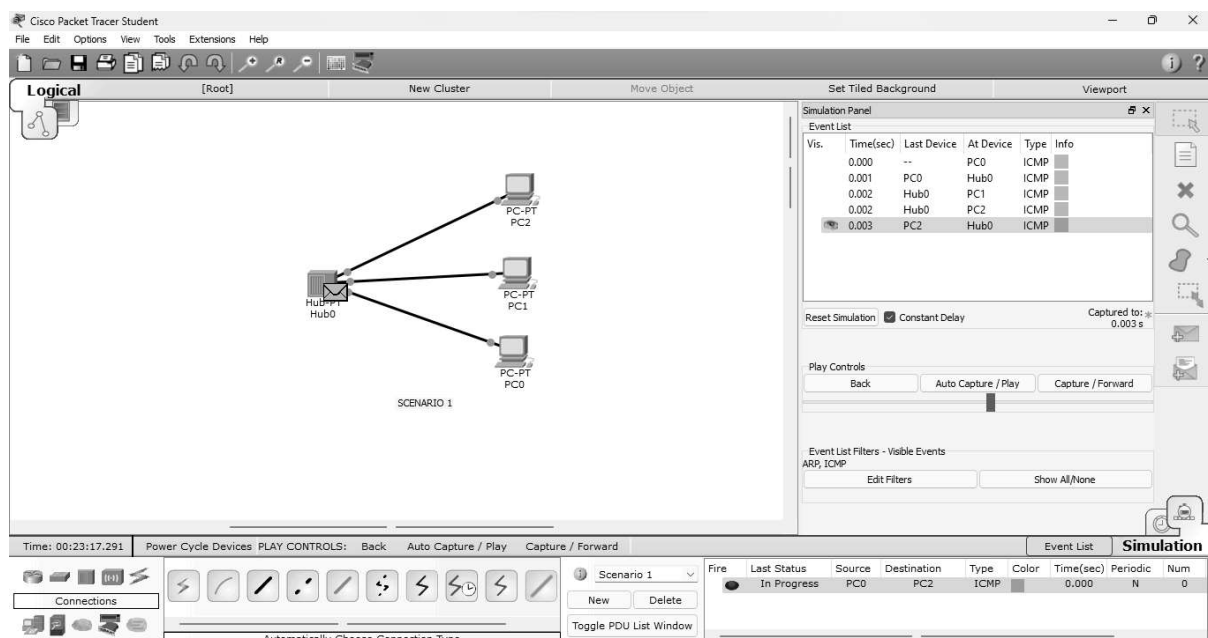 Cisco Packet Tracer Student
File Edit Options View Tools Extensions Help
Logical [Root] New Cluster Move Object Set Tiled Background Viewport
Simulation Panel
Event List
Vis. Time(sec) Last Device At Device Type Info
0.000 -- PC0 ICMP
0.001 PC0 Hub0 ICMP
0.002 Hub0 PC1 ICMP
0.002 Hub0 PC2 ICMP
0.003 PC2 Hub0 ICMP
PC-PT
PC2
PC-PT
PC1
Hub-PT
Hub0
PC-PT
PC0
SCENARIO 1
Reset Simulation Constant Delay Captured to: *
0.003 s
Play Controls
Back Auto Capture / Play Capture / Forward
Event List Filters - Visible Events
ARP, ICMP
Edit Filters Show All/None
Time: 00:23:17.291 Power Cycle Devices PLAY CONTROLS: Back Auto Capture / Play Capture / Forward Event List Simulation
Connections
Automatically Choose Connection Type
Scenario 1
New Delete
Toggle PDU List Window
Fire Last Status Source Destination Type Color Time(sec) Periodic Num
In Progress PC0 PC2 ICMP 0.000 N 0